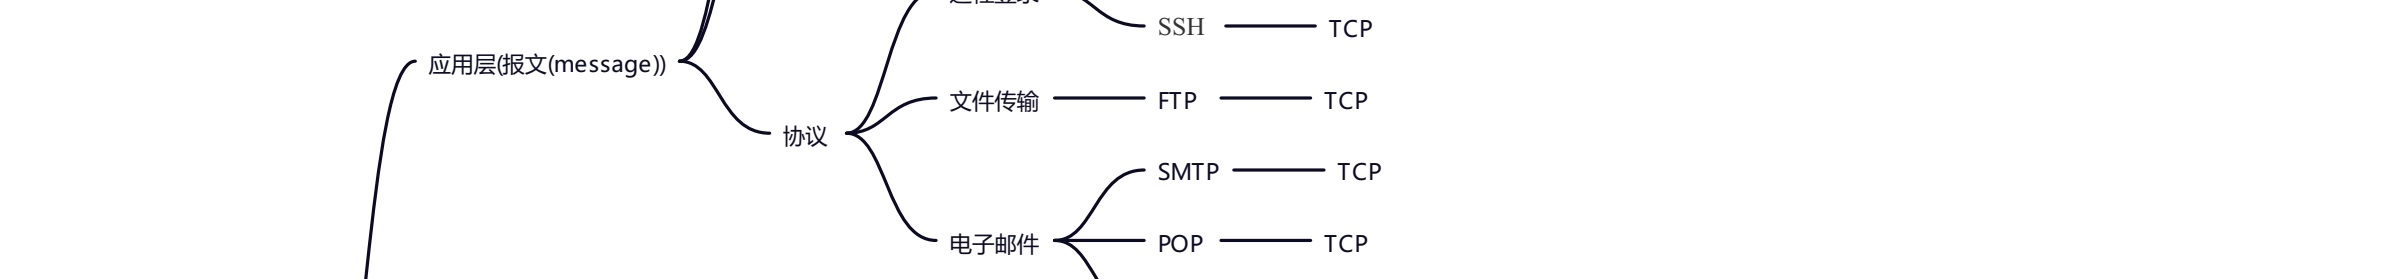 SSH
TCP
应用层(报文(message))
文件传输
FTP
TCP
协议
SMTP
TCP
电子邮件
POP
TCP